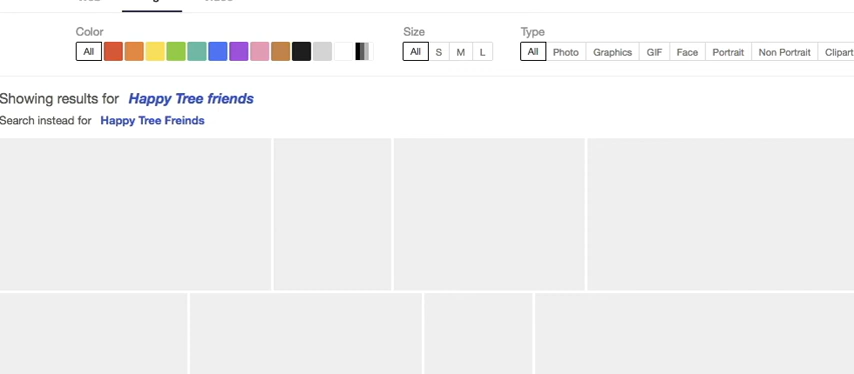 Color Size Type
All All S M L All Photo Graphics GIF Face Portrait Non Portrait Clipart
Showing results for Happy Tree friends
Search instead for Happy Tree Freinds